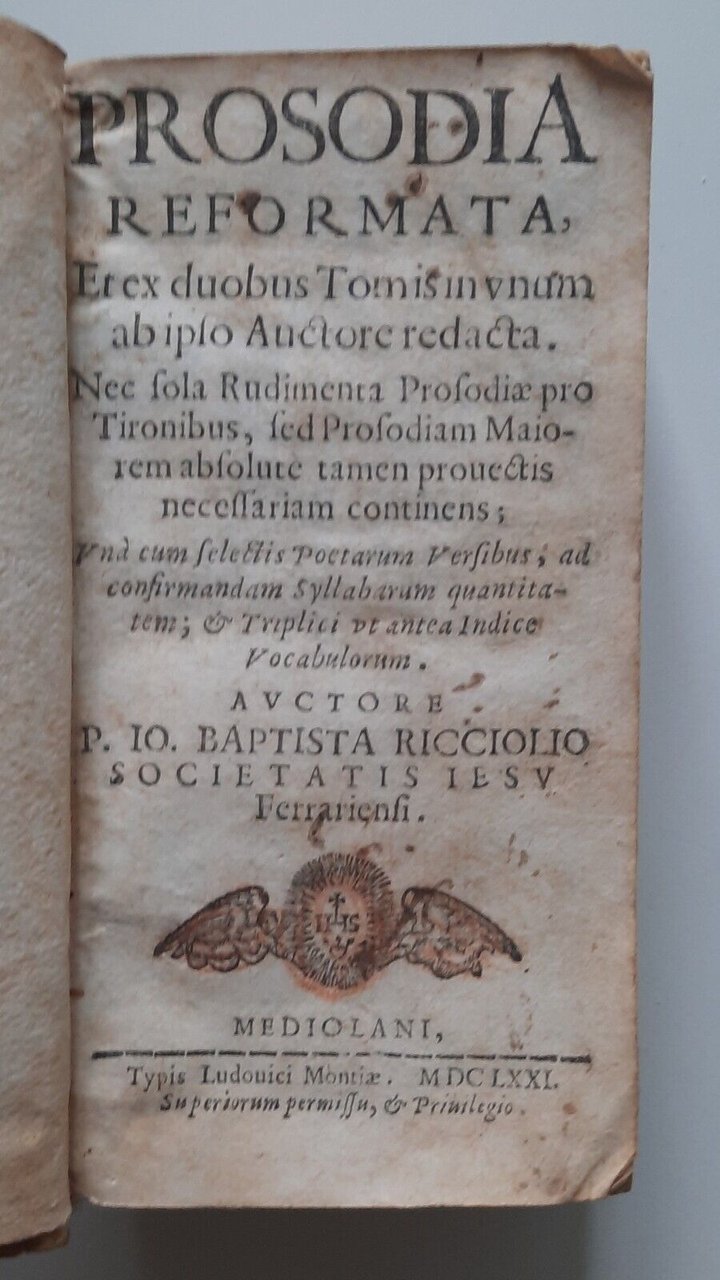 PROSODIA
REFORMATA,
Et ex duobus Tomis in vnum
ab ipſo Auctore redacta.
Nec ſola Rudimenta Proſodiæ pro
Tironibus, ſed Proſodiam Maio-
rem abſolutè tamen prouectis
neceſſariam continens;
Vnà cum ſelectis Poetarum Verſibus; ad
confirmandam Syllabarum quantita-
tem; & Triplici vt antea Indice
Vocabulorum.
AVCTORE
P. IO. BAPTISTA RICCIOLIO
SOCIETATIS IESV
Ferrarienſi.
IHS
MEDIOLANI,
Typis Ludouici Montiæ. MDCLXXI.
Superiorum permiſſu, & Priuilegio.